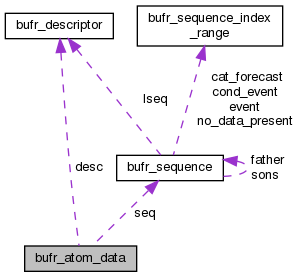 bufr_descriptor
bufr_sequence_index
_range
cat_forecast
cond_event
event
no_data_present
lseq
bufr_sequence
father
sons
desc
seq
bufr_atom_data